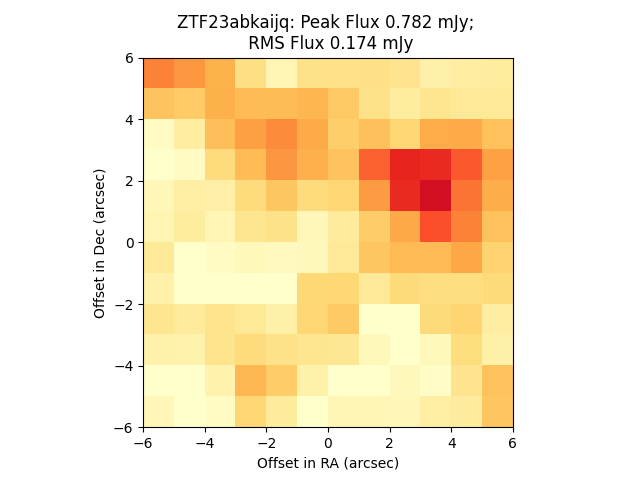 ZTF23abkaijq: Peak Flux 0.782 mJy;
RMS Flux 0.174 mJy
6
4
2
0
−2
−4
−6
Offset in Dec (arcsec)
−6 −4 −2 0 2 4 6
Offset in RA (arcsec)